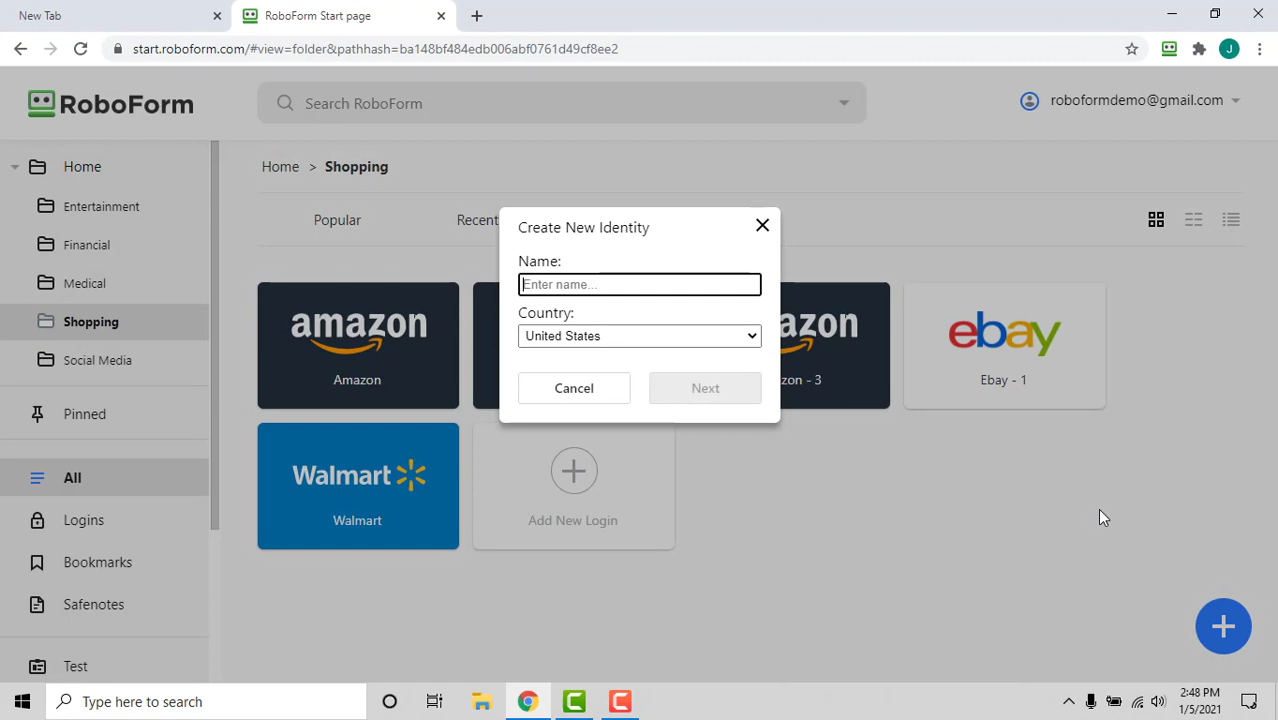 New Tab
RoboForm Start page
start.roboform.com/#view=folder&pathhash=ba148bf484edb006abf0761d49cf8ee2
J
RoboForm
Search RoboForm
roboformdemo@gmail.com
Home
Entertainment
Financial
Medical
Shopping
Social Media
Pinned
All
Logins
Bookmarks
Safenotes
Test
Home > Shopping
Popular
Recent
Create New Identity
Name:
Enter name...
Country:
United States
Cancel
Next
amazon
Amazon
ebay
Ebay - 1
Walmart
Walmart
Add New Login
Type here to search
2:48 PM
1/5/2021